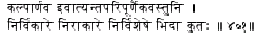 कल्पार्णव इवात्यन्तपरिपूर्णैकवस्तुनि ।
निर्विकारे निराकारे निर्विशेषे भिदा कुतः ॥ ४०१॥